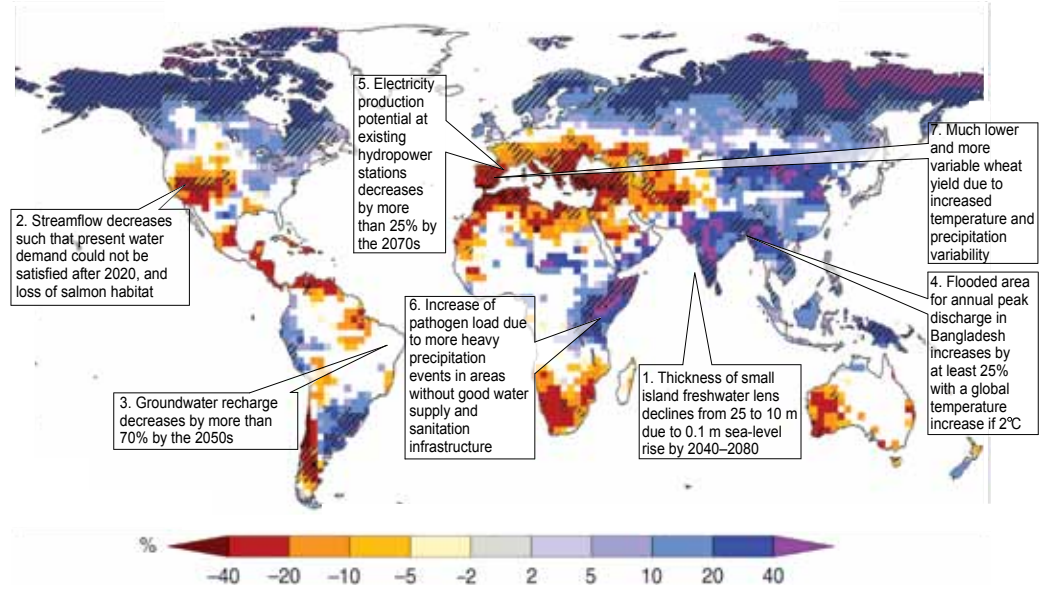 5. Electricity
production
potential at
existing
hydropower
stations
decreases
by more
than 25% by
the 2070s
7. Much lower
and more
variable wheat
yield due to
increased
temperature and
precipitation
variability
2. Streamflow decreases
such that present water
demand could not be
satisfied after 2020, and
loss of salmon habitat
4. Flooded area
for annual peak
discharge in
Bangladesh
increases by
at least 25%
with a global
temperature
increase if 2°C
6. Increase of
pathogen load due
to more heavy
precipitation
events in areas
without good water
supply and
sanitation
infrastructure
1. Thickness of small
island freshwater lens
declines from 25 to 10 m
due to 0.1 m sea-level
rise by 2040–2080
3. Groundwater recharge
decreases by more than
70% by the 2050s
%
–40 –20 –10 –5 –2 2 5 10 20 40